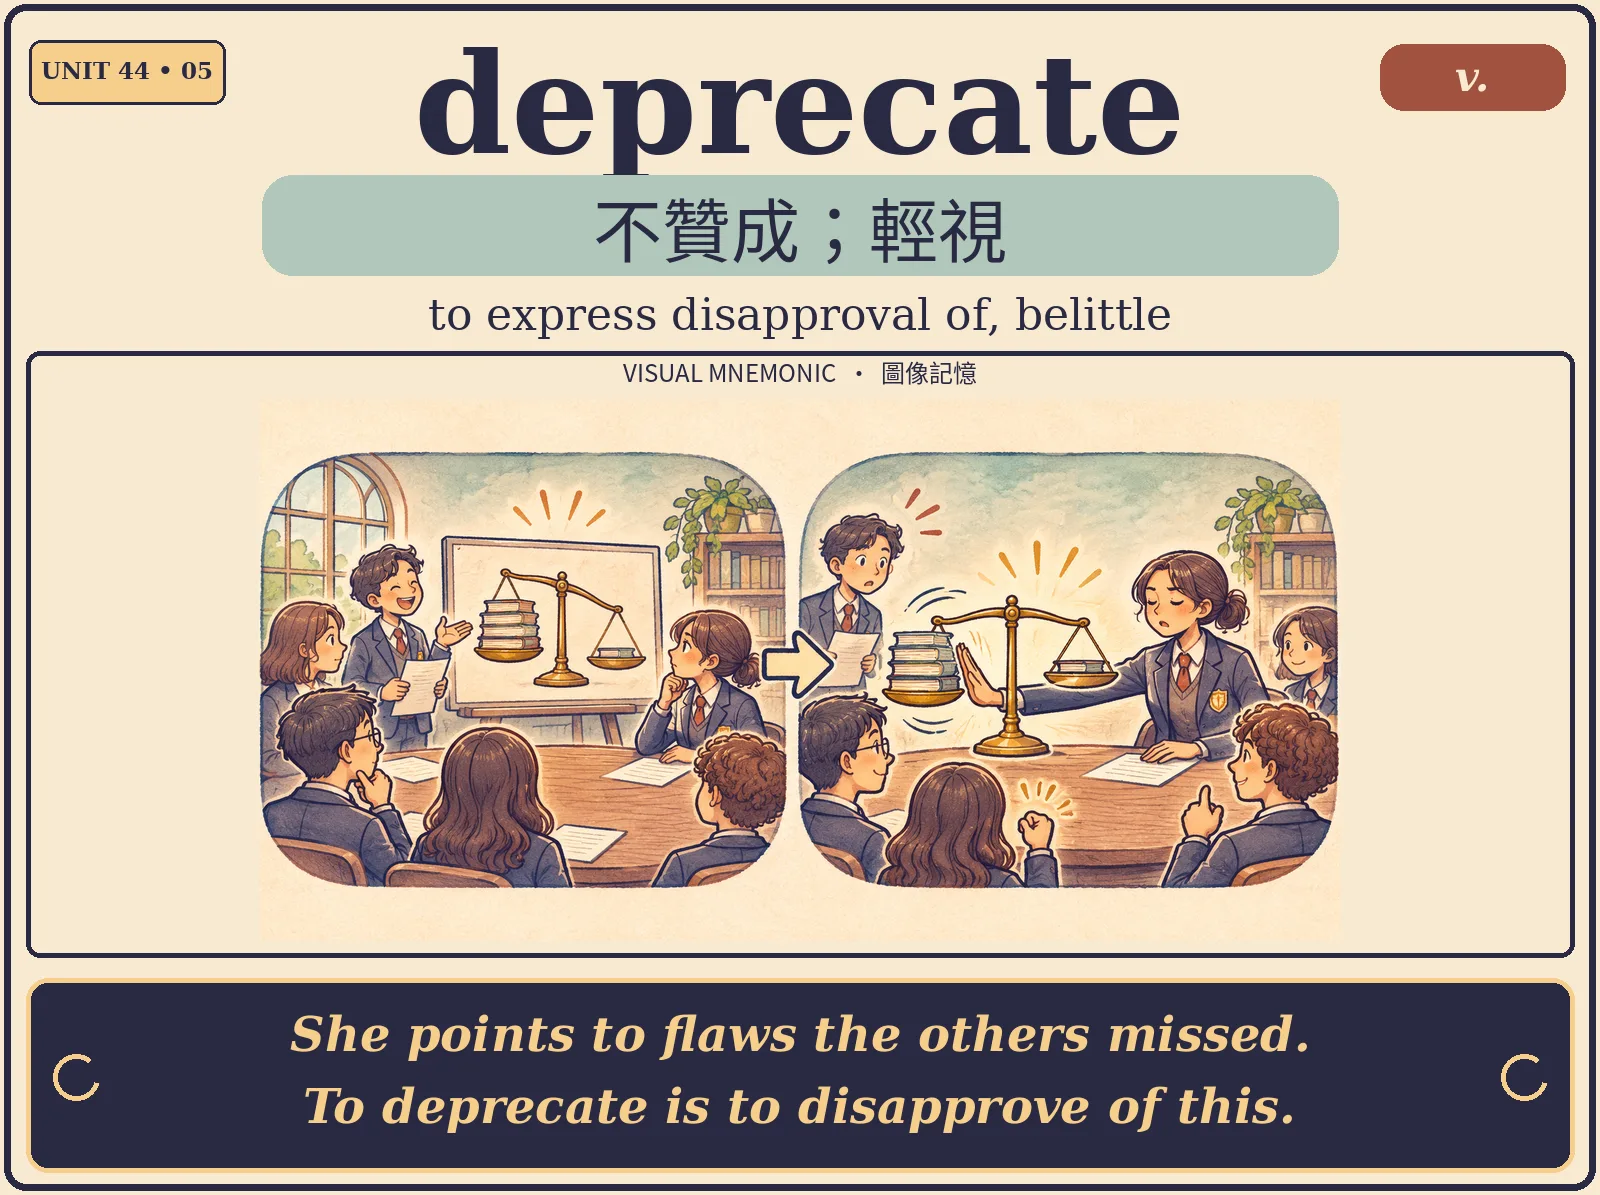 UNIT 44 • 05
deprecate
v.
不贊成；輕視
to express disapproval of, belittle
VISUAL MNEMONIC ・ 圖像記憶
She points to flaws the others missed.
To deprecate is to disapprove of this.